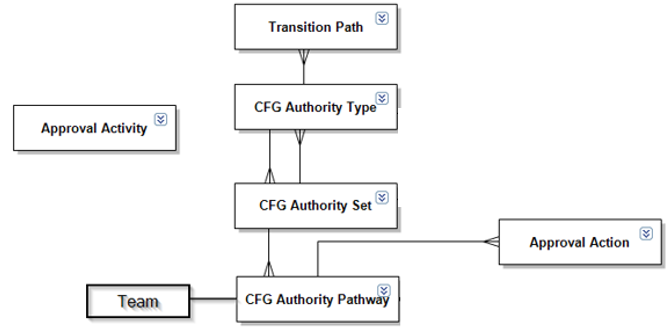 Transition Path
CFG Authority Type
Approval Activity
CFG Authority Set
Approval Action
Team
CFG Authority Pathway